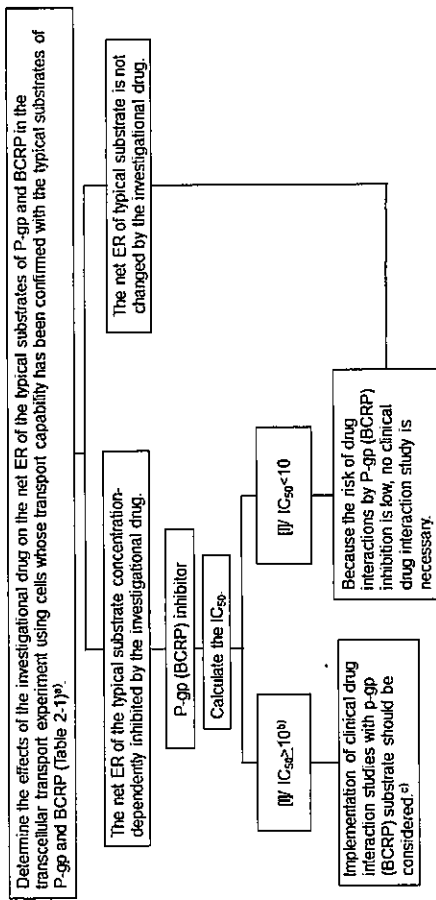 Determine the effects of the investigational drug on the net ER of the typical substrates of P-gp and BCRP in the
transcellular transport experiment using cells whose transport capability has been confirmed with the typical substrates of
P-gp and BCRP (Table 2-1)a).
The net ER of the typical substrate concentration-
dependently inhibited by the investigational drug.
The net ER of typical substrate is not
changed by the investigational drug.
P-gp (BCRP) inhibitor
Calculate the IC50.
[I]/ IC50≥10b)
[I]/ IC50<10
Implementation of clinical drug
interaction studies with p-gp
(BCRP) substrate should be
considered.c)
Because the risk of drug
interactions by P-gp (BCRP)
inhibition is low, no clinical
drug interaction study is
necessary.